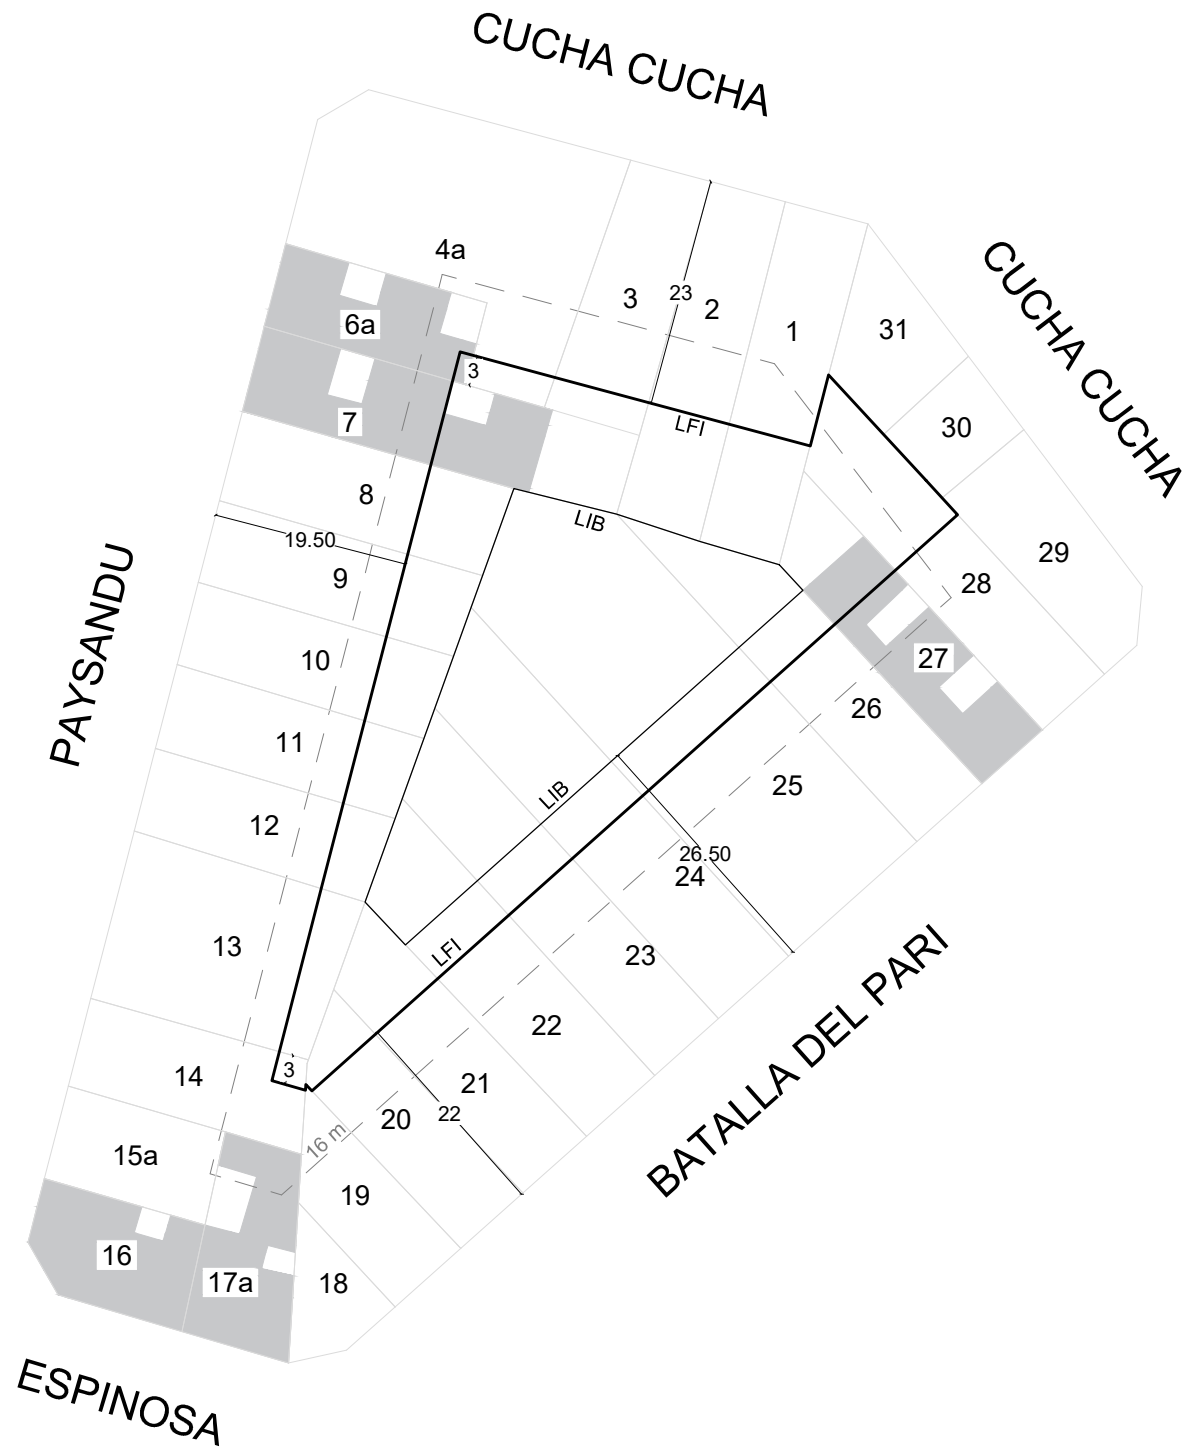 CUCHA CUCHA
CUCHA CUCHA
4a
3
23
2
1
31
6a
3
30
7
LFI
8
LIB
19.50
29
9
28
PAYSANDU
10
27
26
11
25
LIB
12
26.50
24
13
LFI
23
22
3
14
21
BATALLA DEL PARI
22
20
16 m
15a
19
16
17a
18
ESPINOSA